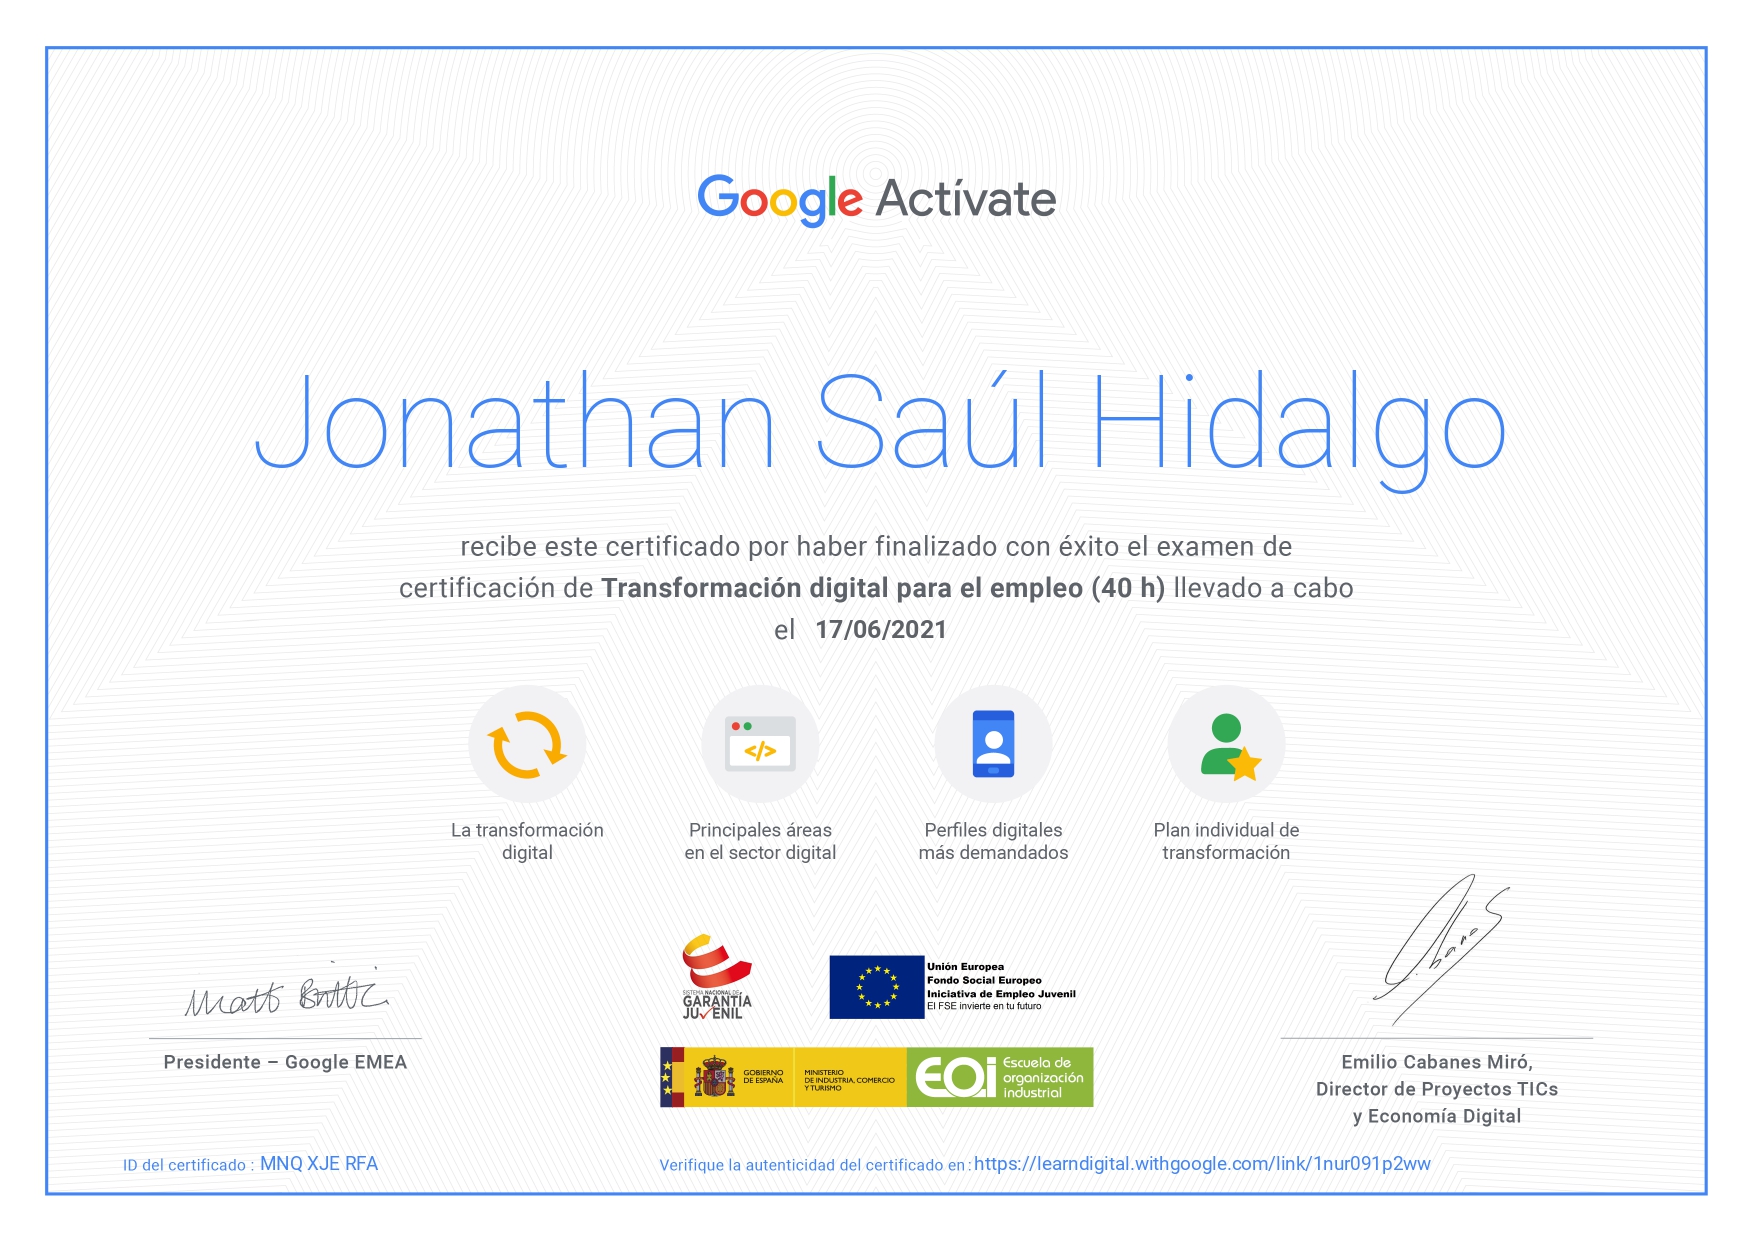 Google Actívate
Jonathan Saúl Hidalgo
recibe este certificado por haber finalizado con éxito el examen de
certificación de Transformación digital para el empleo (40 h) llevado a cabo
el 17/06/2021
</>
La transformación
digital
Principales áreas
en el sector digital
Perfiles digitales
más demandados
Plan individual de
transformación
Matt Brittin
Presidente – Google EMEA
SISTEMA NACIONAL DE
GARANTÍA
JUVENIL
Unión Europea
Fondo Social Europeo
Iniciativa de Empleo Juvenil
El FSE invierte en tu futuro
GOBIERNO
DE ESPAÑA
MINISTERIO
DE INDUSTRIA, COMERCIO
Y TURISMO
EOi
Escuela de
organización
industrial
Emilio Cabanes Miró,
Director de Proyectos TICs
y Economía Digital
ID del certificado : MNQ XJE RFA
Verifique la autenticidad del certificado en: https://learndigital.withgoogle.com/link/1nur091p2ww